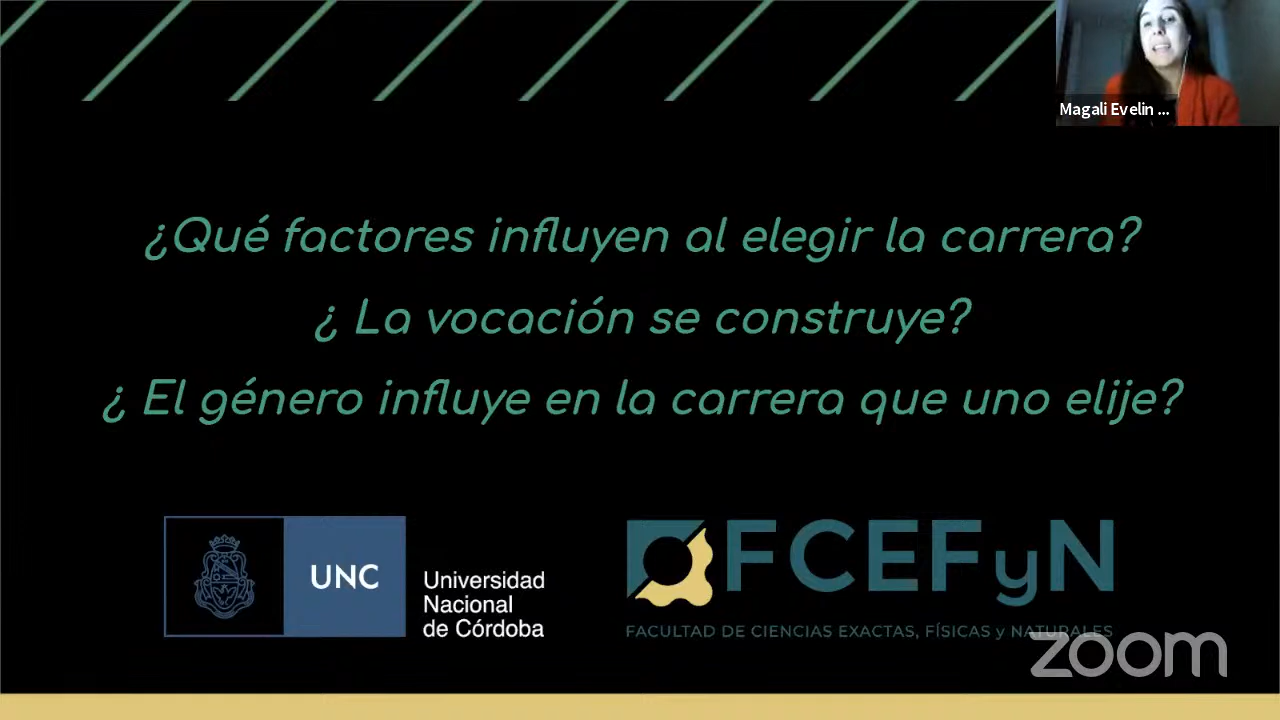 Magali Evelin ...
¿Qué factores influyen al elegir la carrera?
¿ La vocación se construye?
¿ El género influye en la carrera que uno elije?
UNC
Universidad
Nacional
de Córdoba
FCEFyN
FACULTAD DE CIENCIAS EXACTAS, FÍSICAS y NATURALES
zoom